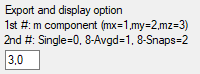 Export and display option
1st #: m component (mx=1,my=2,mz=3)
2nd #: Single=0, 8-Avgd=1, 8-Snaps=2
3,0